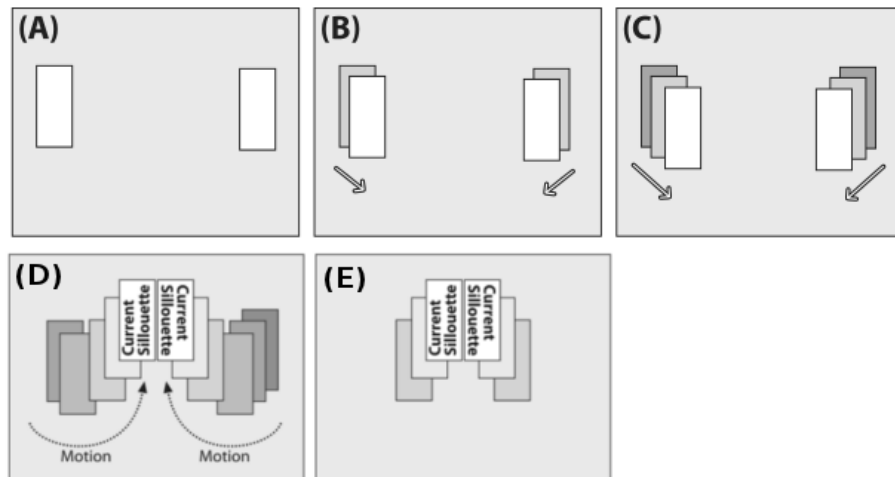 (A)
(B)
(C)
(D)
Current
Sillouette
Current
Sillouette
Motion
Motion
(E)
Current
Sillouette
Current
Sillouette